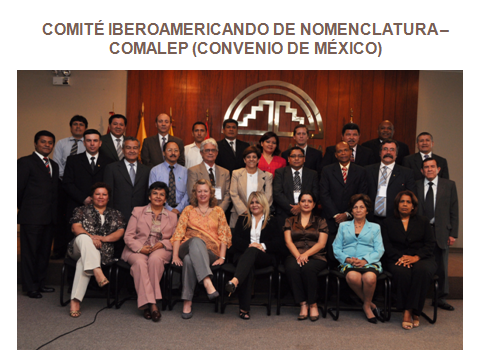 COMITÉ IBEROAMERICANDO DE NOMENCLATURA –
COMALEP (CONVENIO DE MÉXICO)